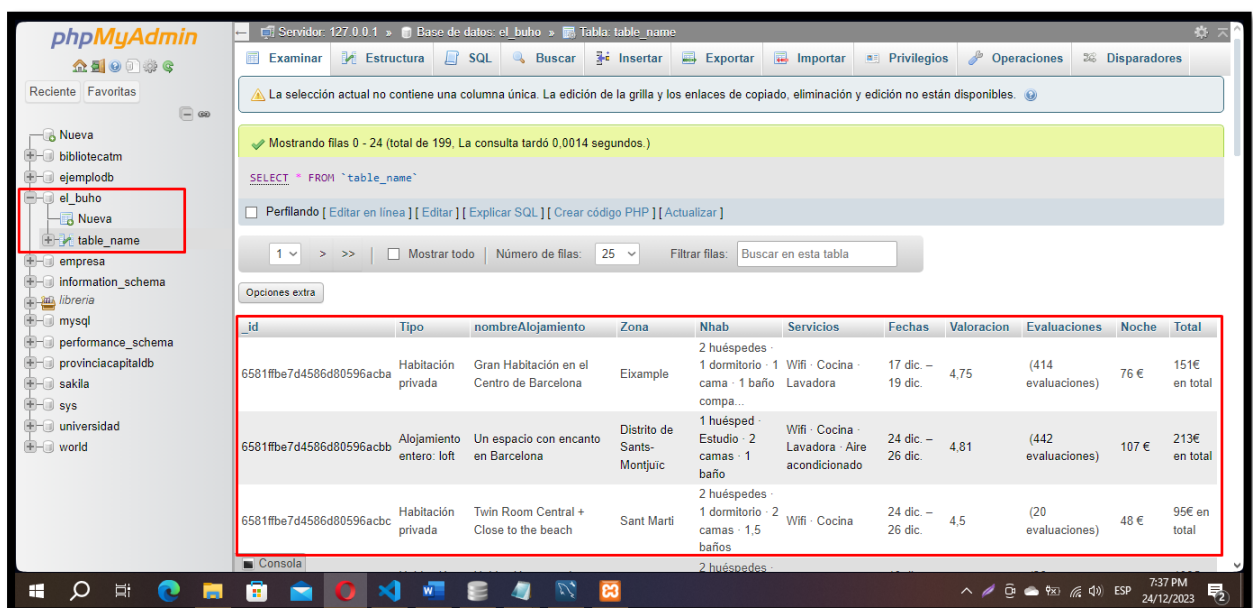 phpMyAdmin
Reciente Favoritas
Nueva
bibliotecatm
ejemplodb
el_buho
Nueva
table_name
empresa
information_schema
libreria
mysql
performance_schema
provinciacapitaldb
sakila
sys
universidad
world
Servidor: 127.0.0.1 » Base de datos: el_buho » Tabla: table_name
Examinar Estructura SQL Buscar Insertar Exportar Importar Privilegios Operaciones Disparadores
La selección actual no contiene una columna única. La edición de la grilla y los enlaces de copiado, eliminación y edición no están disponibles.
Mostrando filas 0 - 24 (total de 199, La consulta tardó 0,0014 segundos.)
SELECT * FROM `table_name`
Perfilando [ Editar en línea ] [ Editar ] [ Explicar SQL ] [ Crear código PHP ] [ Actualizar ]
1 > >> Mostrar todo Número de filas: 25 Filtrar filas: Buscar en esta tabla
Opciones extra
_id Tipo nombreAlojamiento Zona Nhab Servicios Fechas Valoracion Evaluaciones Noche Total
6581ffbe7d4586d80596acba
Habitación
privada
Gran Habitación en el
Centro de Barcelona
Eixample
2 huéspedes ·
1 dormitorio · 1
cama · 1 baño
compa...
Wifi · Cocina ·
Lavadora
17 dic. –
19 dic.
4,75
(414
evaluaciones)
76 €
151€
en total
6581ffbe7d4586d80596acbb
Alojamiento
entero: loft
Un espacio con encanto
en Barcelona
Distrito de
Sants-
Montjuïc
1 huésped ·
Estudio · 2
camas · 1
baño
Wifi · Cocina ·
Lavadora · Aire
acondicionado
24 dic. –
26 dic.
4,81
(442
evaluaciones)
107 €
213€
en total
6581ffbe7d4586d80596acbc
Habitación
privada
Twin Room Central +
Close to the beach
Sant Marti
2 huéspedes ·
1 dormitorio · 2
camas · 1,5
baños
Wifi · Cocina
24 dic. –
26 dic.
4,5
(20
evaluaciones)
48 €
95€ en
total
2 huéspedes ·
Consola
ESP
7:37 PM
24/12/2023
2